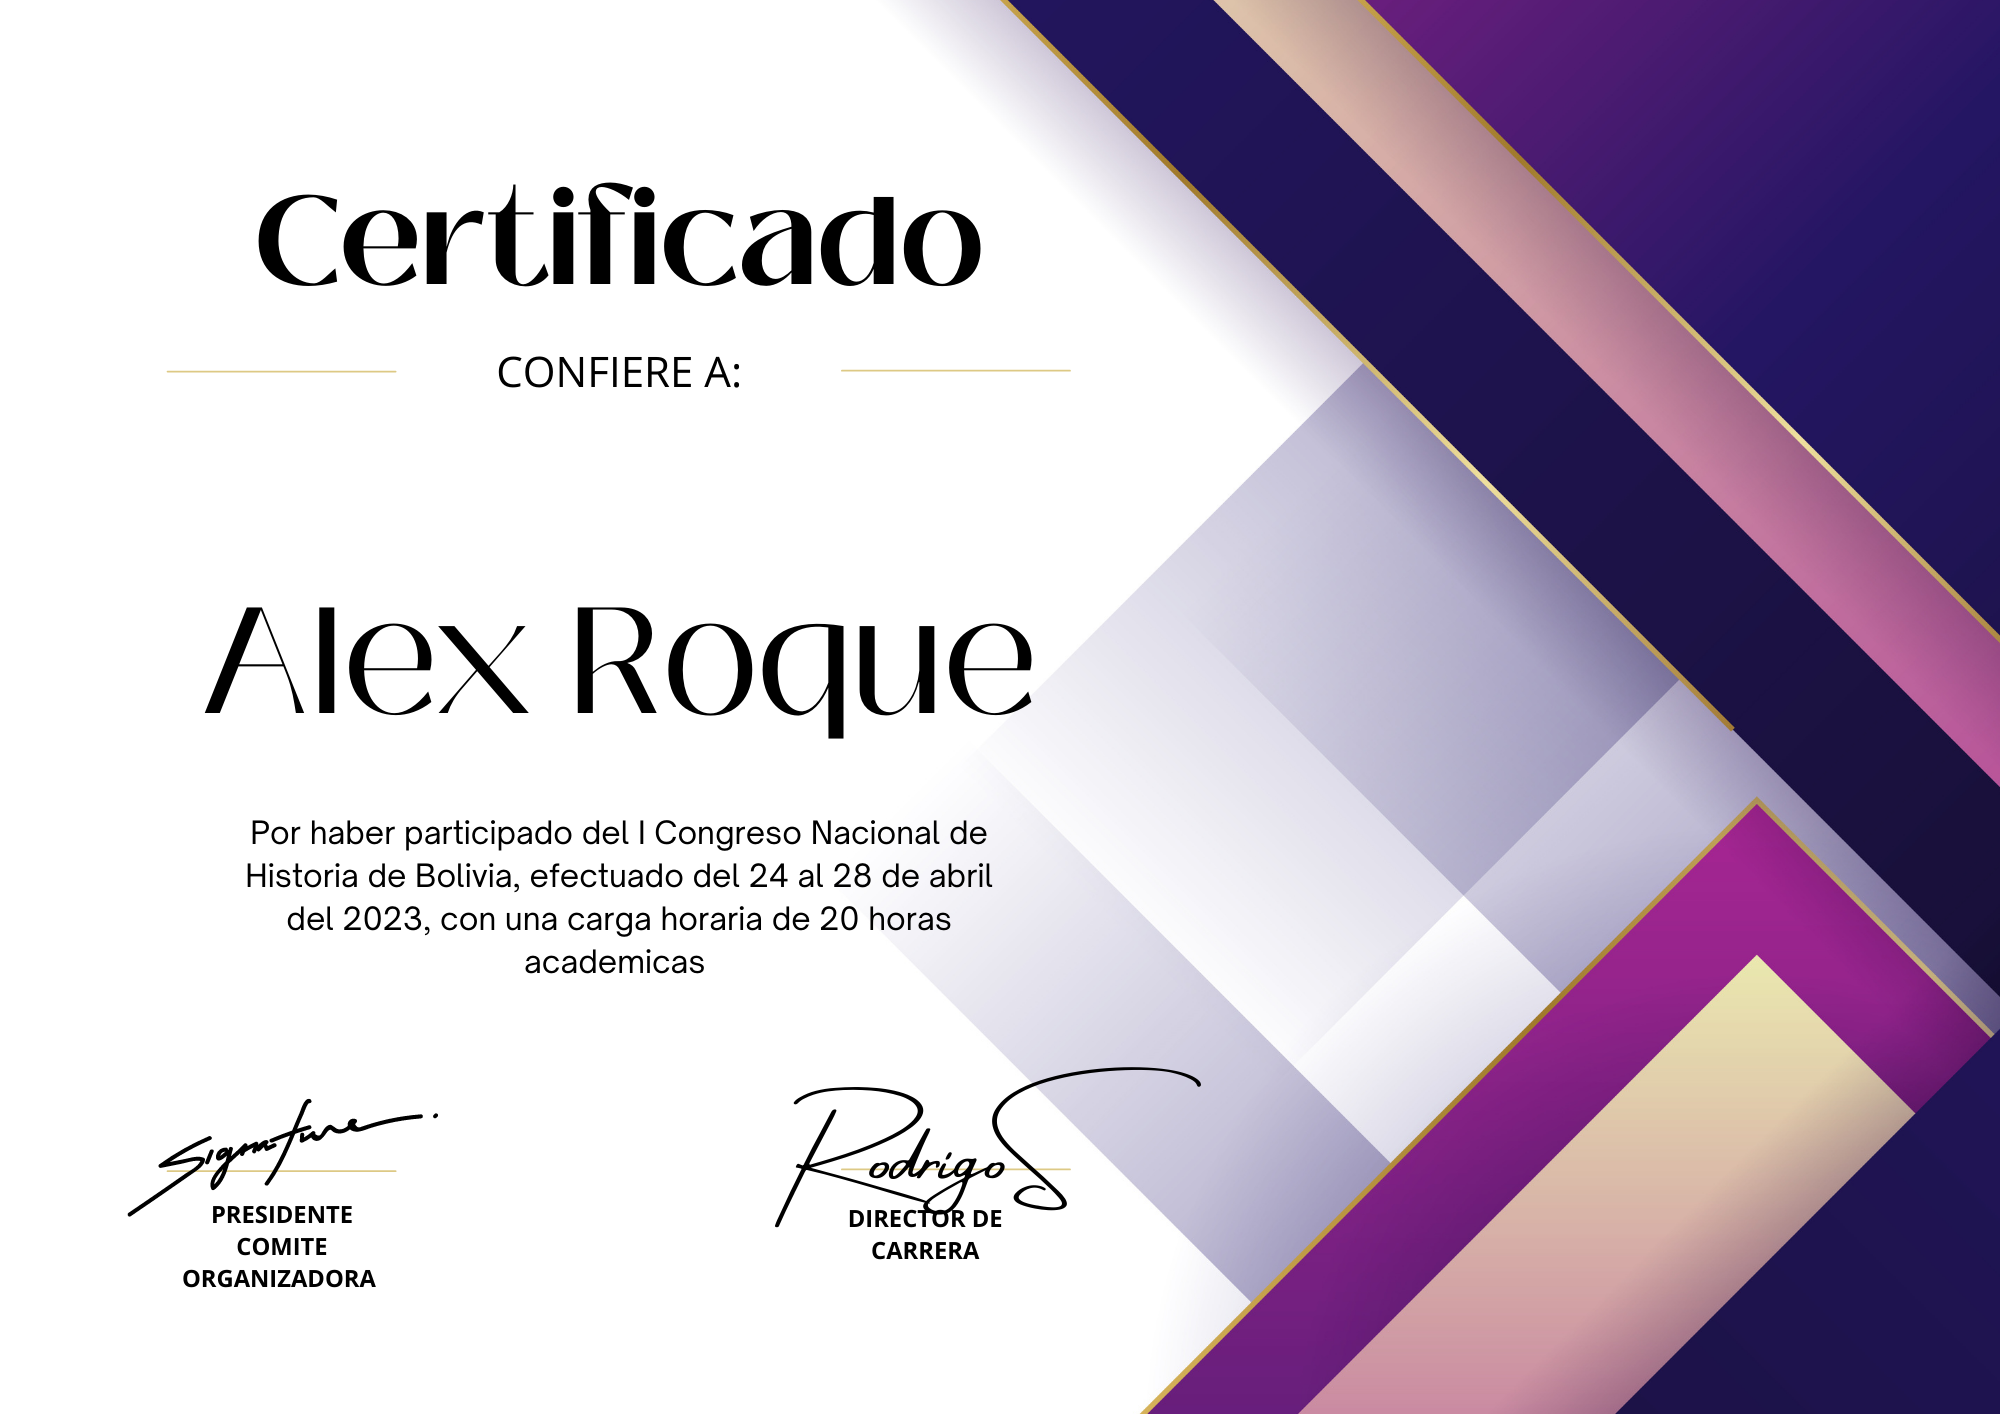 Certificado
CONFIERE A:
Alex Roque
Por haber participado del I Congreso Nacional de
Historia de Bolivia, efectuado del 24 al 28 de abril
del 2023, con una carga horaria de 20 horas
academicas
Signature
Rodrigo S
PRESIDENTE
COMITE
ORGANIZADORA
DIRECTOR DE
CARRERA